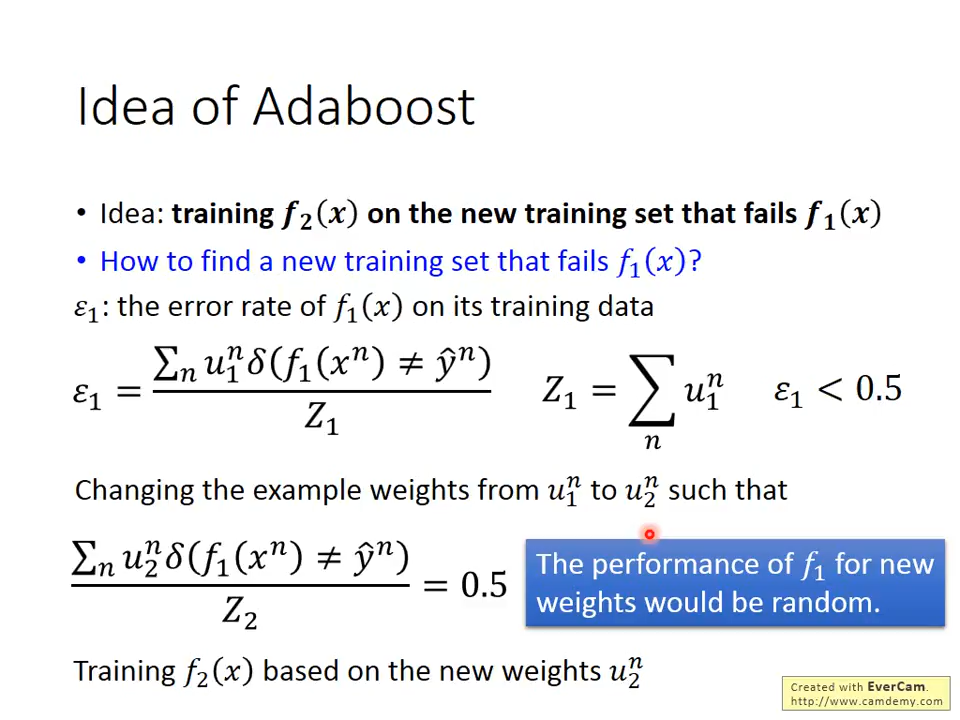 Idea of Adaboost
• Idea: training f₂(x) on the new training set that fails f₁(x)
• How to find a new training set that fails f₁(x)?
ε₁: the error rate of f₁(x) on its training data
ε₁ = ∑ₙ u₁ⁿ δ(f₁(xⁿ) ≠ ŷⁿ) / Z₁    Z₁ = ∑ₙ u₁ⁿ    ε₁ < 0.5
Changing the example weights from u₁ⁿ to u₂ⁿ such that
∑ₙ u₂ⁿ δ(f₁(xⁿ) ≠ ŷⁿ) / Z₂ = 0.5
The performance of f₁ for new
weights would be random.
Training f₂(x) based on the new weights u₂ⁿ
Created with EverCam.
http://www.camdemy.com